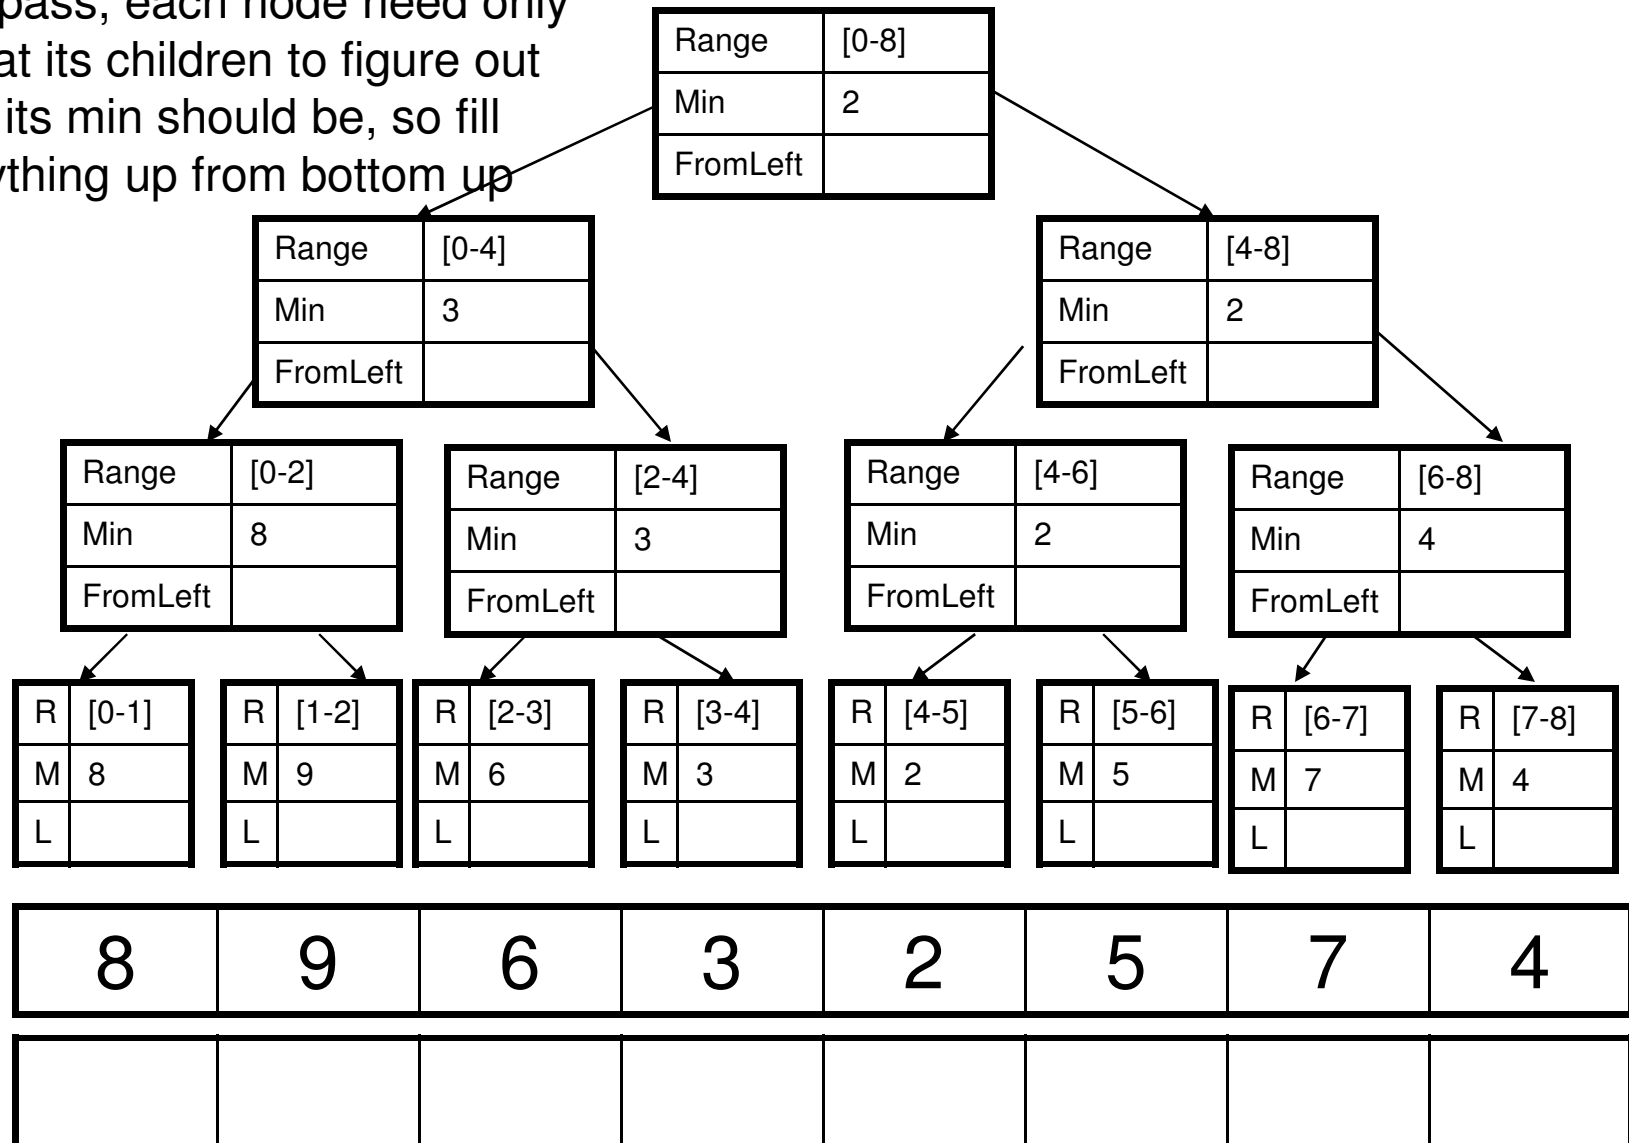 pass, each node need only
at its children to figure out
its min should be, so fill
ything up from bottom up
Range [0-8]
Min 2
FromLeft
Range [0-4]
Min 3
FromLeft
Range [4-8]
Min 2
FromLeft
Range [0-2]
Min 8
FromLeft
Range [2-4]
Min 3
FromLeft
Range [4-6]
Min 2
FromLeft
Range [6-8]
Min 4
FromLeft
R [0-1]
M 8
L
R [1-2]
M 9
L
R [2-3]
M 6
L
R [3-4]
M 3
L
R [4-5]
M 2
L
R [5-6]
M 5
L
R [6-7]
M 7
L
R [7-8]
M 4
L
8 9 6 3 2 5 7 4